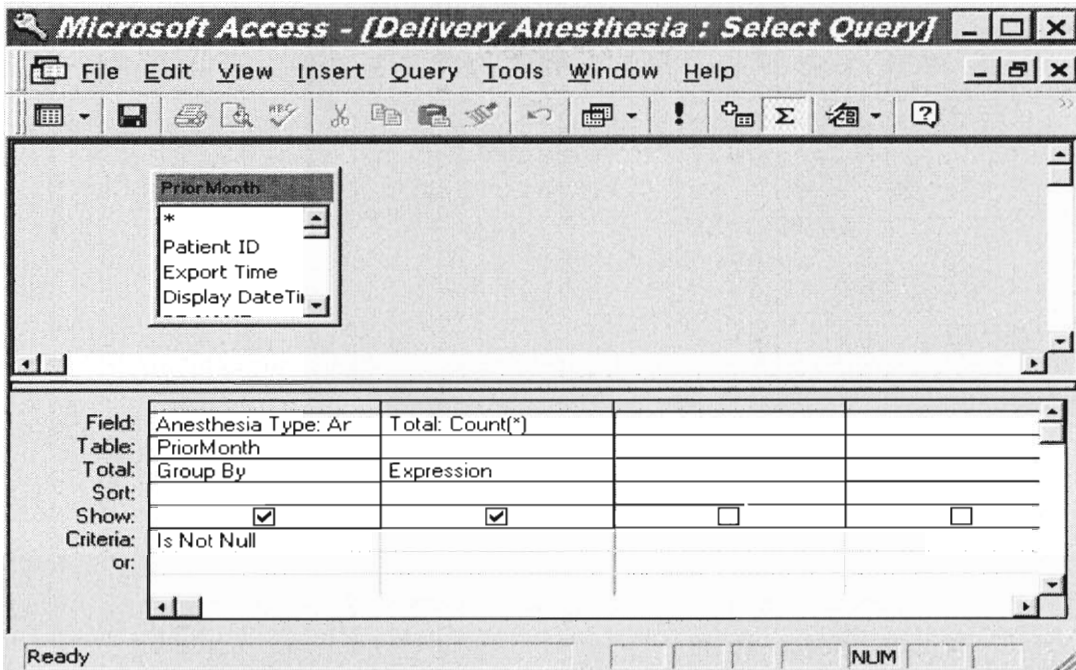 Microsoft Access - [Delivery Anesthesia : Select Query]
File Edit View Insert Query Tools Window Help
PriorMonth
*
Patient ID
Export Time
Display DateTi
Field: Anesthesia Type: Ar Total: Count(*)
Table: PriorMonth
Total: Group By Expression
Sort:
Show:
Criteria: Is Not Null
or:
Ready NUM